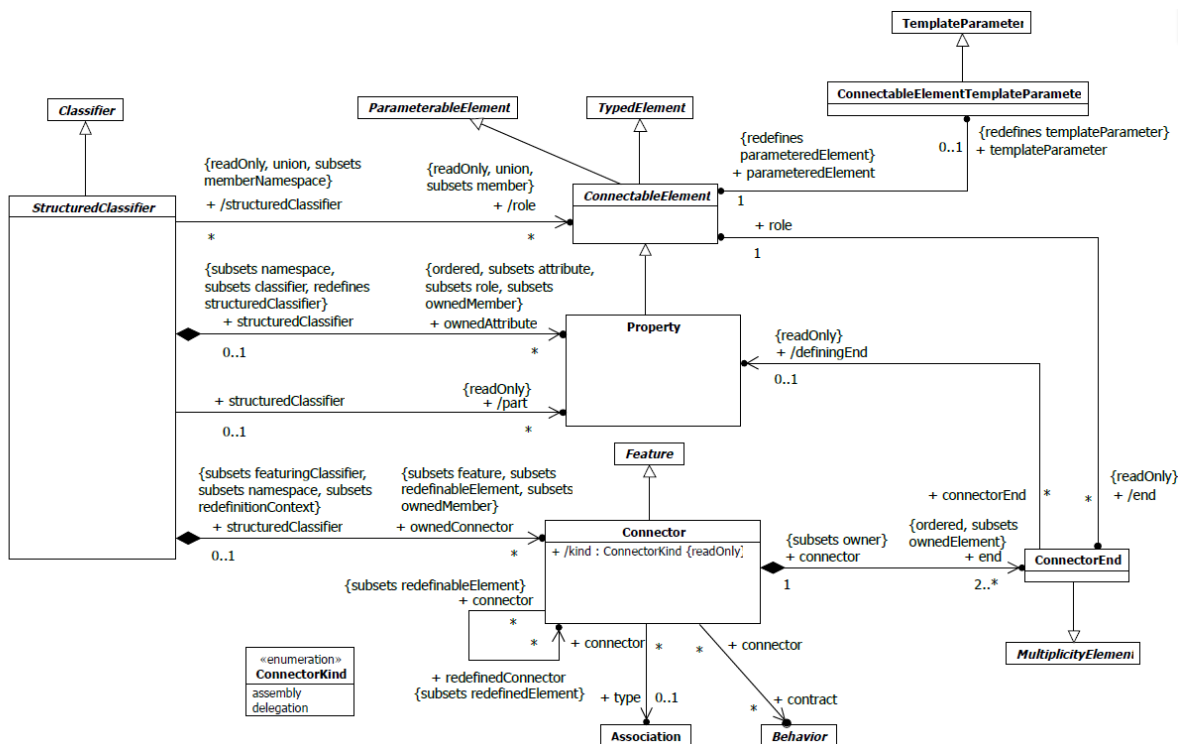 TemplateParameter
ConnectableElementTemplateParamete
Classifier
ParameterableElement
TypedElement
{redefines
parameteredElement}
+ parameteredElement
1
0..1
{redefines templateParameter}
+ templateParameter
{readOnly, union, subsets
memberNamespace}
+ /structuredClassifier
*
{readOnly, union,
subsets member}
+ /role
*
StructuredClassifier
ConnectableElement
+ role
1
{subsets namespace,
subsets classifier, redefines
structuredClassifier}
+ structuredClassifier
0..1
{ordered, subsets attribute,
subsets role, subsets
ownedMember}
+ ownedAttribute
*
Property
{readOnly}
+ /definingEnd
0..1
+ structuredClassifier
0..1
{readOnly}
+ /part
*
Feature
{subsets featuringClassifier,
subsets namespace, subsets
redefinitionContext}
+ structuredClassifier
0..1
{subsets feature, subsets
redefinableElement, subsets
ownedMember}
+ ownedConnector
*
+ connectorEnd
*
*
{readOnly}
+ /end
Connector
+ /kind : ConnectorKind {readOnly}
{subsets owner}
+ connector
1
{ordered, subsets
ownedElement}
+ end
2..*
ConnectorEnd
MultiplicityElement
{subsets redefinableElement}
+ connector
*
*
+ redefinedConnector
{subsets redefinedElement}
+ connector
*
+ type
0..1
*
+ connector
+ contract
*
«enumeration»
ConnectorKind
assembly
delegation
Association
Behavior